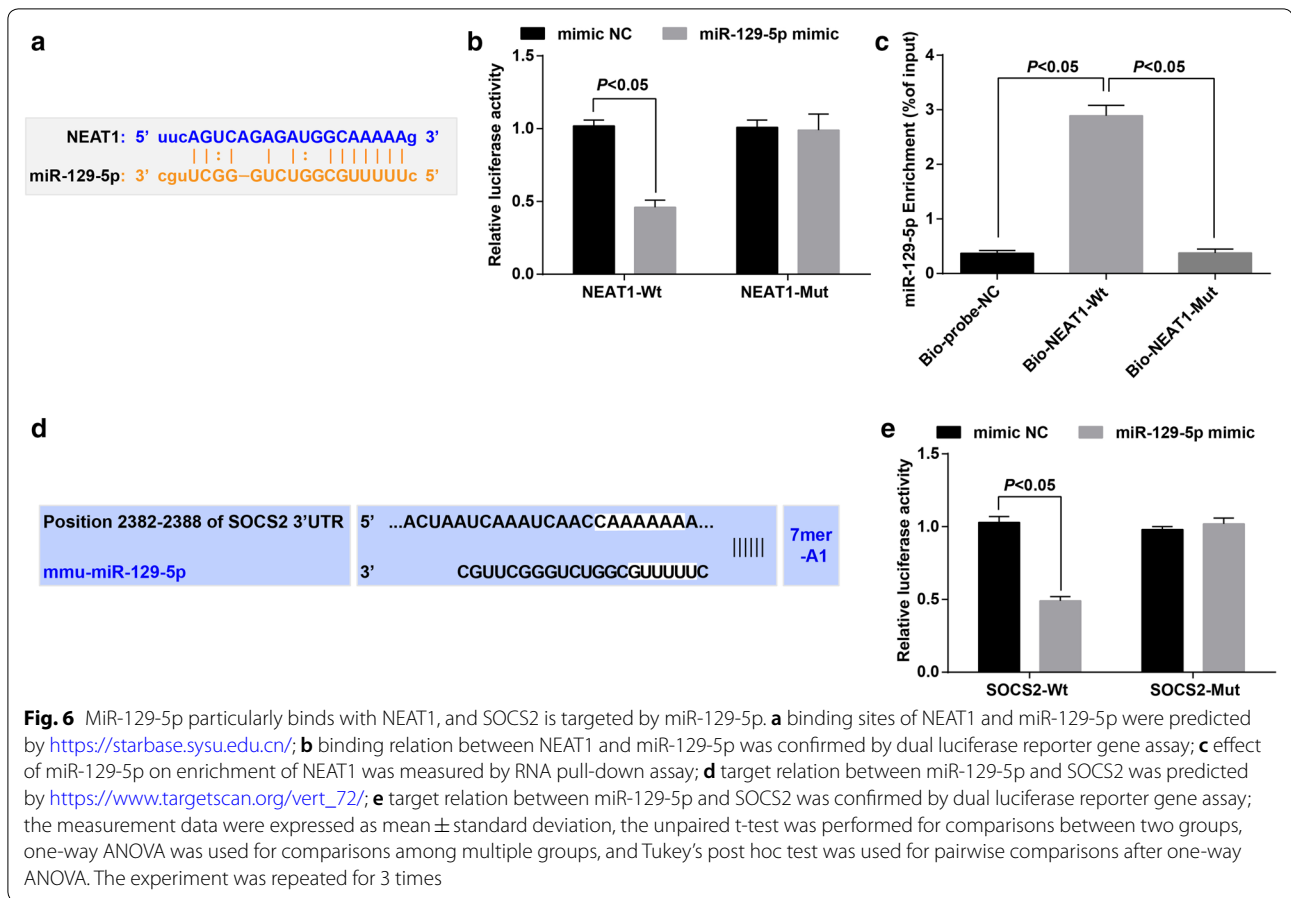 a
NEAT1: 5’ uucAGUCAGAGAUGGCAAAAAg 3’
||:| | |: |||||||
miR-129-5p: 3’ cguUCGG–GUCUGGCGUUUUUc 5’
b
mimic NC miR-129-5p mimic
Relative luciferase activity
1.5
1.0
0.5
0.0
P<0.05
NEAT1-Wt NEAT1-Mut
c
miR-129-5p Enrichment (%of input)
4
3
2
1
0
P<0.05 P<0.05
Bio-probe-NC Bio-NEAT1-Wt Bio-NEAT1-Mut
d
Position 2382-2388 of SOCS2 3’UTR 5’ ...ACUAAUCAAAUCAACCAAAAAAA...
||||||
7mer
-A1
mmu-miR-129-5p 3’ CGUUCGGGUCUGGCGUUUUUC
e
mimic NC miR-129-5p mimic
Relative luciferase activity
1.5
1.0
0.5
0.0
P<0.05
SOCS2-Wt SOCS2-Mut
Fig. 6 MiR-129-5p particularly binds with NEAT1, and SOCS2 is targeted by miR-129-5p. a binding sites of NEAT1 and miR-129-5p were predicted
by https://starbase.sysu.edu.cn/; b binding relation between NEAT1 and miR-129-5p was confirmed by dual luciferase reporter gene assay; c effect
of miR-129-5p on enrichment of NEAT1 was measured by RNA pull-down assay; d target relation between miR-129-5p and SOCS2 was predicted
by https://www.targetscan.org/vert_72/; e target relation between miR-129-5p and SOCS2 was confirmed by dual luciferase reporter gene assay;
the measurement data were expressed as mean ± standard deviation, the unpaired t-test was performed for comparisons between two groups,
one-way ANOVA was used for comparisons among multiple groups, and Tukey’s post hoc test was used for pairwise comparisons after one-way
ANOVA. The experiment was repeated for 3 times